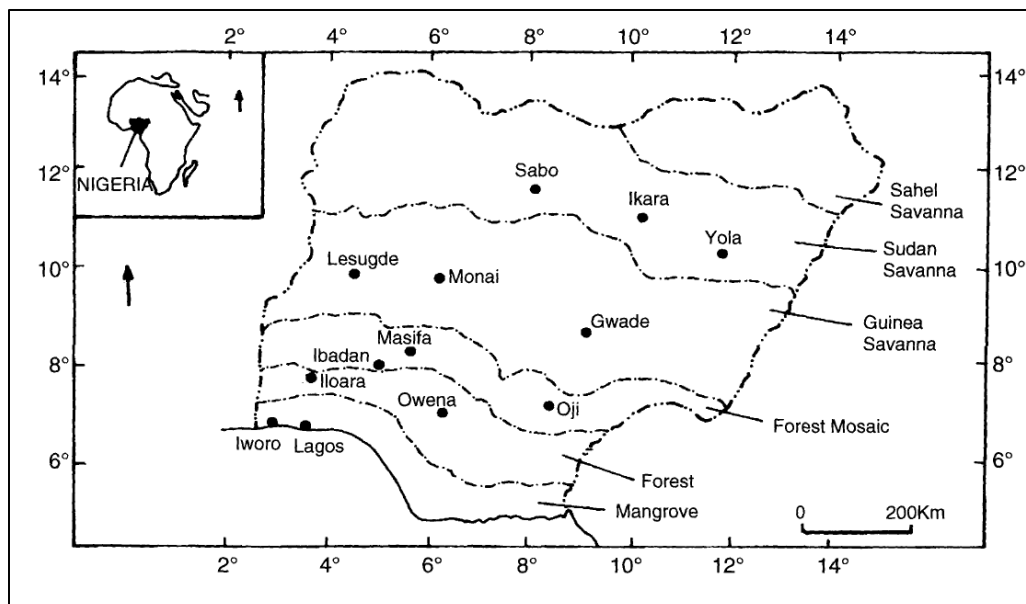 2° 4° 6° 8° 10° 12° 14°
14° 14°
NIGERIA
12° 12°
Sabo
Sahel
Savanna
Ikara
Yola
Sudan
Savanna
10° 10°
Lesugde
Monai
Guinea
Savanna
Gwade
Masifa
8° 8°
Ibadan
Iloara
Owena
Oji
Forest Mosaic
Iworo
Lagos
6° 6°
Forest
Mangrove
0 200Km
2° 4° 6° 8° 10° 12° 14°